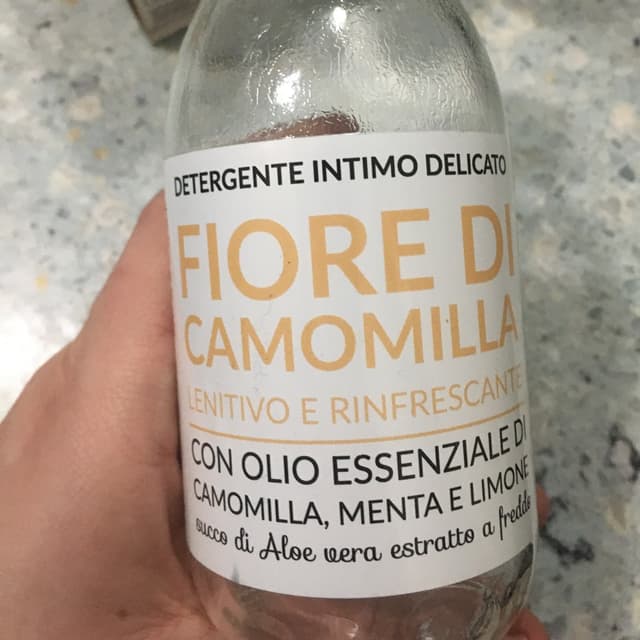 DETERGENTE INTIMO DELICATO
FIORE DI
CAMOMILLA
LENITIVO E RINFRESCANTE
CON OLIO ESSENZIALE DI
CAMOMILLA, MENTA E LIMONE
succo di Aloe vera estratto a freddo